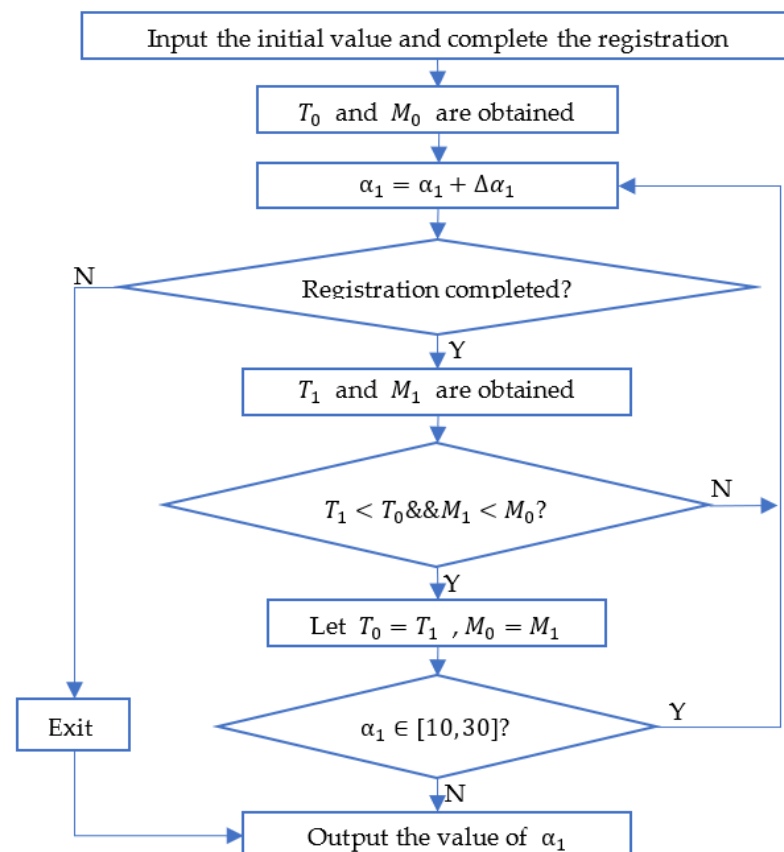 Input the initial value and complete the registration
T₀ and M₀ are obtained
α₁ = α₁ + Δα₁
N
Registration completed?
Y
T₁ and M₁ are obtained
N
T₁ < T₀&&M₁ < M₀?
Y
Let T₀ = T₁ , M₀ = M₁
Y
Exit
α₁ ∈ [10,30]?
N
Output the value of α₁